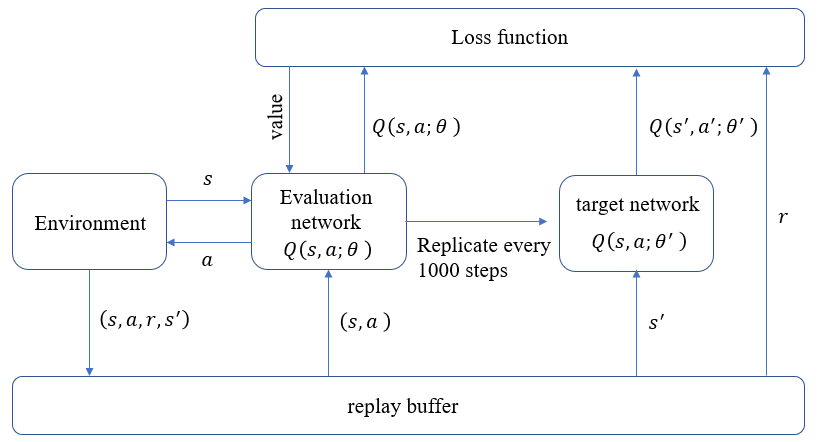 Loss function
value
Q(s, a; θ)
Q(s′, a′; θ′)
s
Environment
a
Evaluation
network
Q(s, a; θ)
Replicate every
1000 steps
target network
Q(s, a; θ′)
r
(s, a, r, s′)
(s, a)
s′
replay buffer